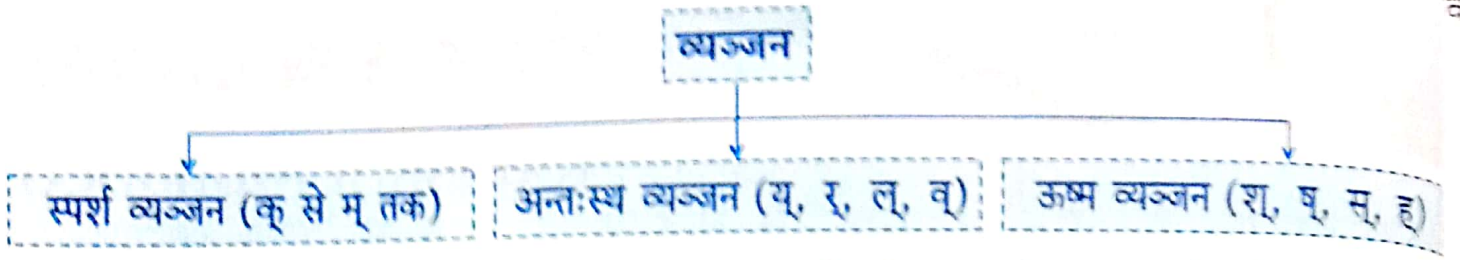 व्यञ्जन
स्पर्श व्यञ्जन (क् से म् तक) अन्तःस्थ व्यञ्जन (य्, र्, ल्, व्) ऊष्म व्यञ्जन (श्, ष्, स्, ह्)